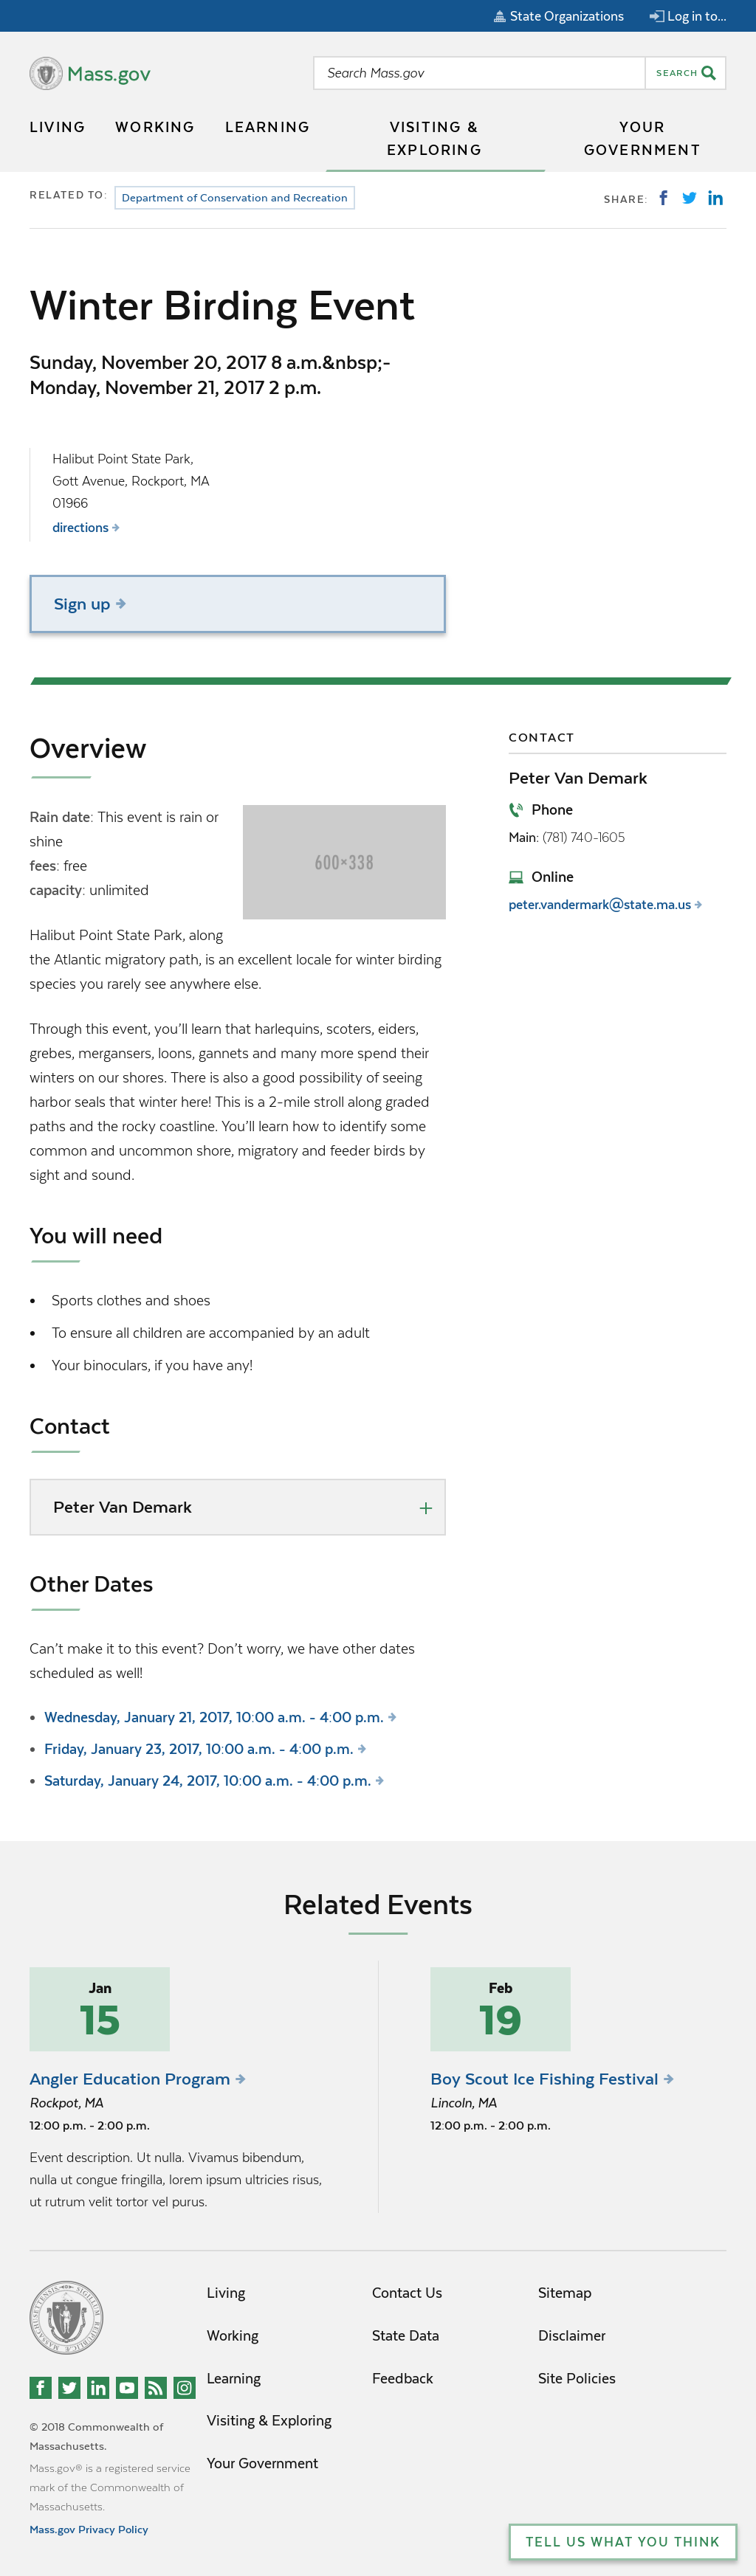 State Organizations
Log in to...
Mass.gov
Search Mass.gov
SEARCH
LIVING
WORKING
LEARNING
VISITING &
EXPLORING
YOUR
GOVERNMENT
RELATED TO:
Department of Conservation and Recreation
SHARE:
Winter Birding Event
Sunday, November 20, 2017 8 a.m.&nbsp;-
Monday, November 21, 2017 2 p.m.
Halibut Point State Park,
Gott Avenue, Rockport, MA
01966
directions
Sign up
Overview
Rain date: This event is rain or
shine
fees: free
capacity: unlimited
600×338
Halibut Point State Park, along
the Atlantic migratory path, is an excellent locale for winter birding
species you rarely see anywhere else.
Through this event, you'll learn that harlequins, scoters, eiders,
grebes, mergansers, loons, gannets and many more spend their
winters on our shores. There is also a good possibility of seeing
harbor seals that winter here! This is a 2-mile stroll along graded
paths and the rocky coastline. You'll learn how to identify some
common and uncommon shore, migratory and feeder birds by
sight and sound.
You will need
• Sports clothes and shoes
• To ensure all children are accompanied by an adult
• Your binoculars, if you have any!
Contact
Peter Van Demark
Other Dates
Can't make it to this event? Don't worry, we have other dates
scheduled as well!
• Wednesday, January 21, 2017, 10:00 a.m. - 4:00 p.m.
• Friday, January 23, 2017, 10:00 a.m. - 4:00 p.m.
• Saturday, January 24, 2017, 10:00 a.m. - 4:00 p.m.
CONTACT
Peter Van Demark
Phone
Main: (781) 740-1605
Online
peter.vandermark@state.ma.us
Related Events
Jan
15
Angler Education Program
Rockpot, MA
12:00 p.m. - 2:00 p.m.
Event description. Ut nulla. Vivamus bibendum,
nulla ut congue fringilla, lorem ipsum ultricies risus,
ut rutrum velit tortor vel purus.
Feb
19
Boy Scout Ice Fishing Festival
Lincoln, MA
12:00 p.m. - 2:00 p.m.
Living
Working
Learning
Visiting & Exploring
Your Government
Contact Us
State Data
Feedback
Sitemap
Disclaimer
Site Policies
© 2018 Commonwealth of
Massachusetts.
Mass.gov® is a registered service
mark of the Commonwealth of
Massachusetts.
Mass.gov Privacy Policy
TELL US WHAT YOU THINK